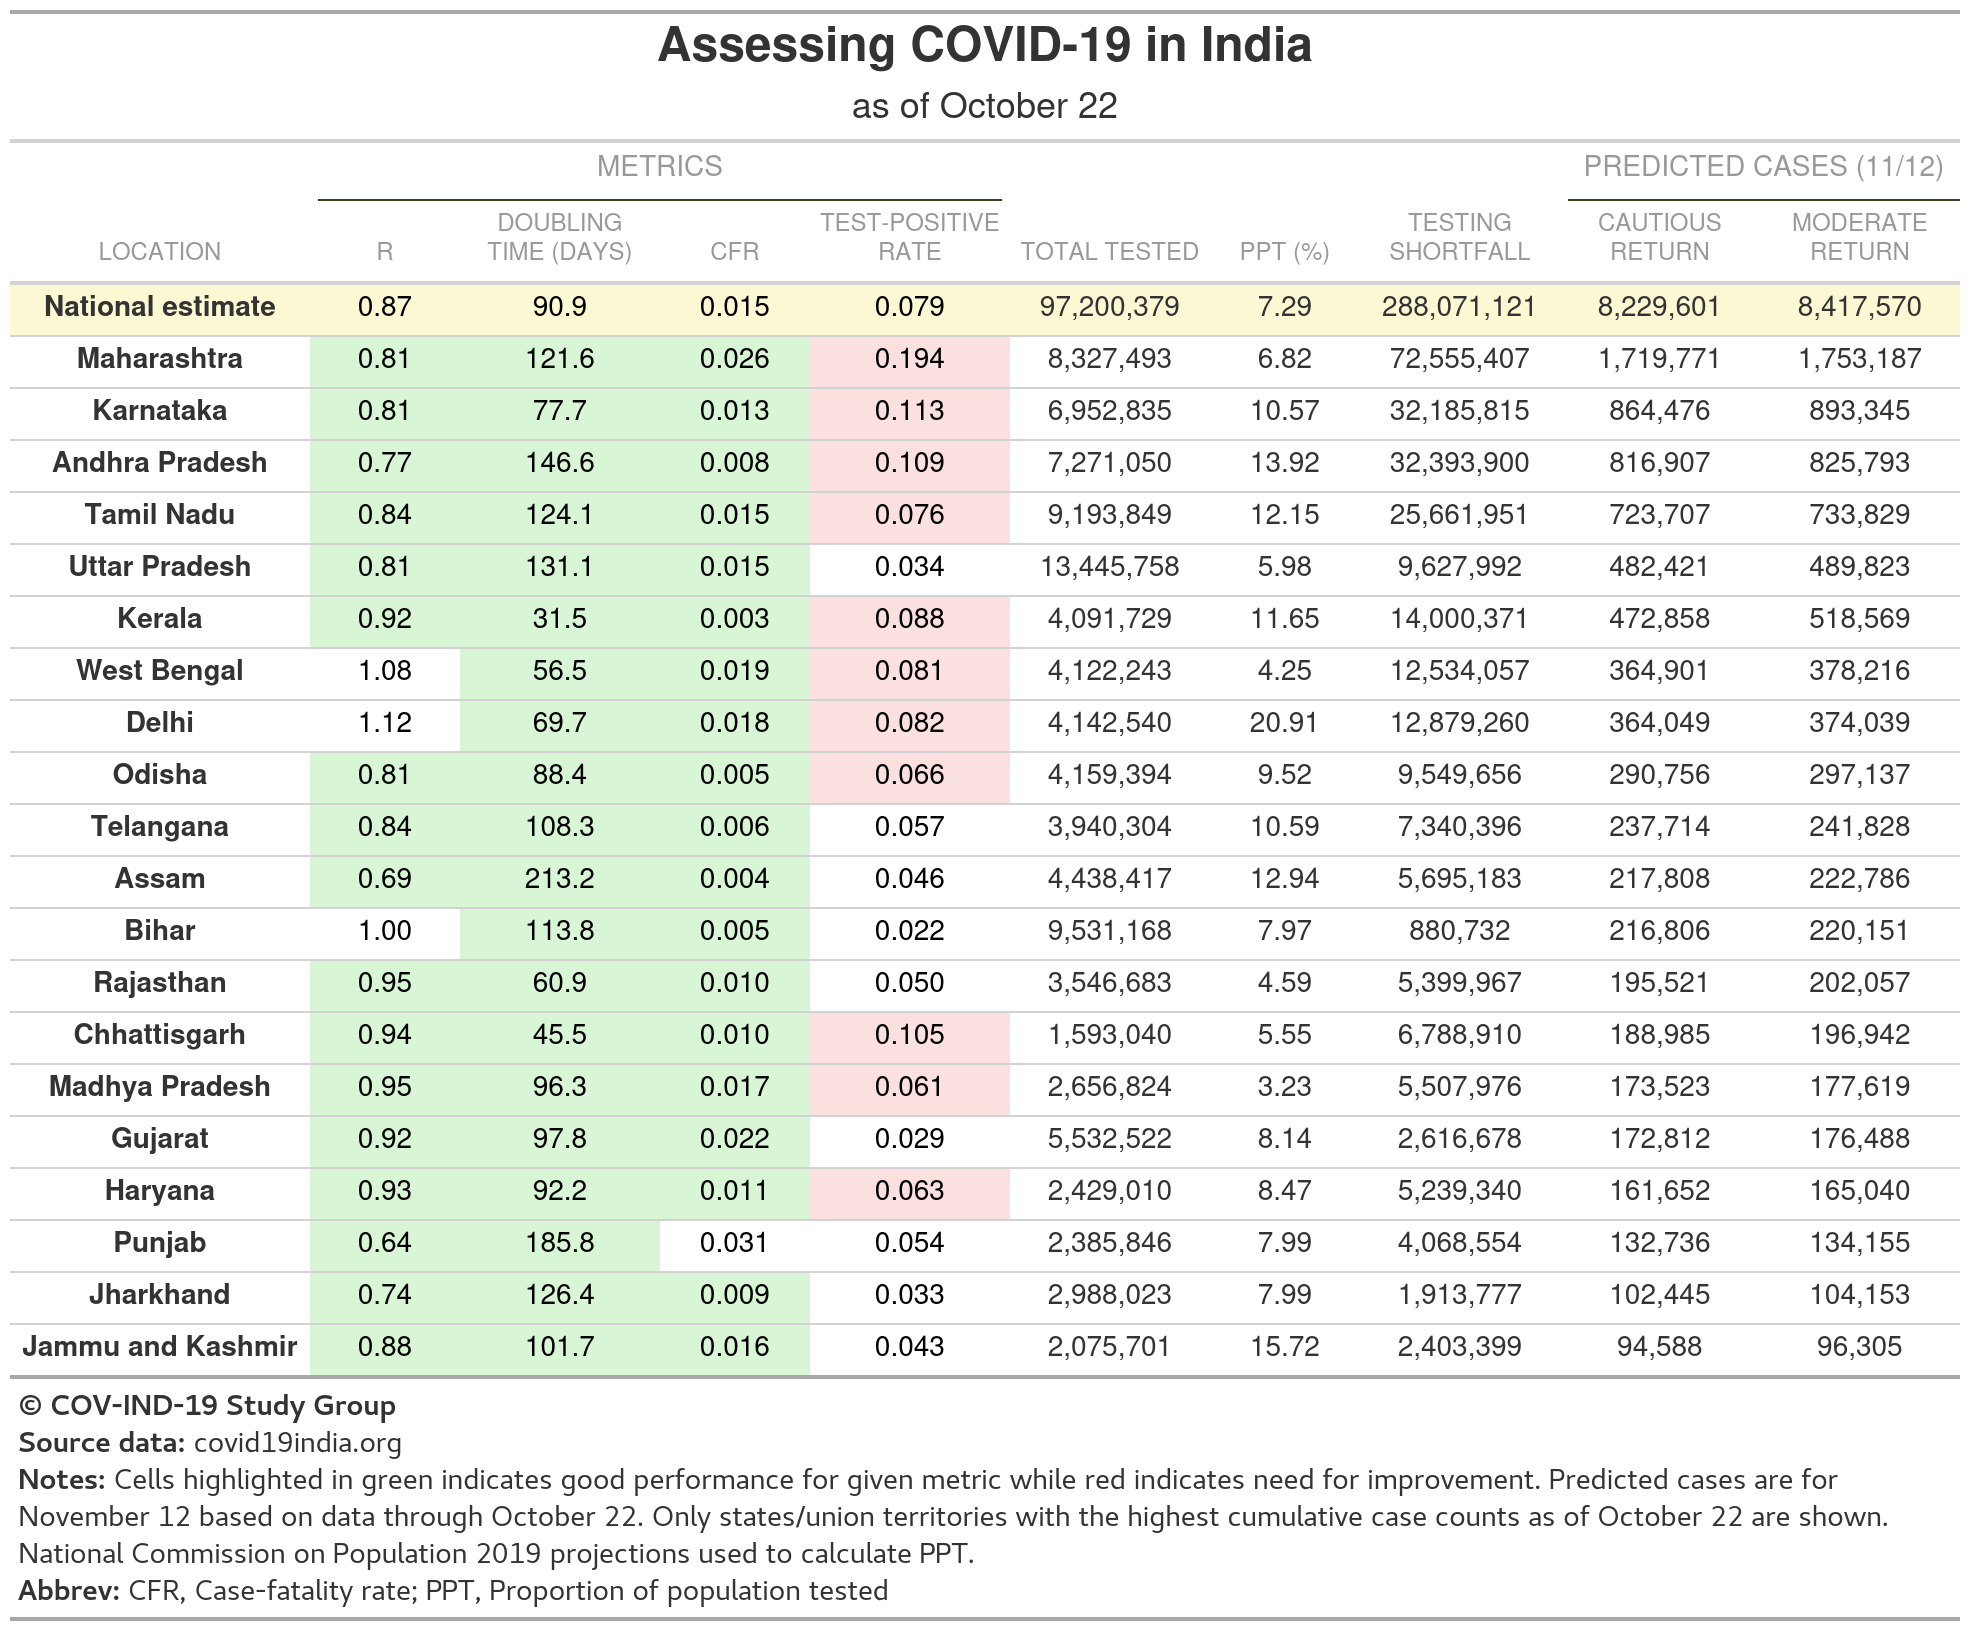 Assessing COVID-19 in India
as of October 22
METRICS PREDICTED CASES (11/12)
LOCATION R DOUBLING TIME (DAYS) CFR TEST-POSITIVE RATE TOTAL TESTED PPT (%) TESTING SHORTFALL CAUTIOUS RETURN MODERATE RETURN
National estimate 0.87 90.9 0.015 0.079 97,200,379 7.29 288,071,121 8,229,601 8,417,570
Maharashtra 0.81 121.6 0.026 0.194 8,327,493 6.82 72,555,407 1,719,771 1,753,187
Karnataka 0.81 77.7 0.013 0.113 6,952,835 10.57 32,185,815 864,476 893,345
Andhra Pradesh 0.77 146.6 0.008 0.109 7,271,050 13.92 32,393,900 816,907 825,793
Tamil Nadu 0.84 124.1 0.015 0.076 9,193,849 12.15 25,661,951 723,707 733,829
Uttar Pradesh 0.81 131.1 0.015 0.034 13,445,758 5.98 9,627,992 482,421 489,823
Kerala 0.92 31.5 0.003 0.088 4,091,729 11.65 14,000,371 472,858 518,569
West Bengal 1.08 56.5 0.019 0.081 4,122,243 4.25 12,534,057 364,901 378,216
Delhi 1.12 69.7 0.018 0.082 4,142,540 20.91 12,879,260 364,049 374,039
Odisha 0.81 88.4 0.005 0.066 4,159,394 9.52 9,549,656 290,756 297,137
Telangana 0.84 108.3 0.006 0.057 3,940,304 10.59 7,340,396 237,714 241,828
Assam 0.69 213.2 0.004 0.046 4,438,417 12.94 5,695,183 217,808 222,786
Bihar 1.00 113.8 0.005 0.022 9,531,168 7.97 880,732 216,806 220,151
Rajasthan 0.95 60.9 0.010 0.050 3,546,683 4.59 5,399,967 195,521 202,057
Chhattisgarh 0.94 45.5 0.010 0.105 1,593,040 5.55 6,788,910 188,985 196,942
Madhya Pradesh 0.95 96.3 0.017 0.061 2,656,824 3.23 5,507,976 173,523 177,619
Gujarat 0.92 97.8 0.022 0.029 5,532,522 8.14 2,616,678 172,812 176,488
Haryana 0.93 92.2 0.011 0.063 2,429,010 8.47 5,239,340 161,652 165,040
Punjab 0.64 185.8 0.031 0.054 2,385,846 7.99 4,068,554 132,736 134,155
Jharkhand 0.74 126.4 0.009 0.033 2,988,023 7.99 1,913,777 102,445 104,153
Jammu and Kashmir 0.88 101.7 0.016 0.043 2,075,701 15.72 2,403,399 94,588 96,305
© COV-IND-19 Study Group
Source data: covid19india.org
Notes: Cells highlighted in green indicates good performance for given metric while red indicates need for improvement. Predicted cases are for
November 12 based on data through October 22. Only states/union territories with the highest cumulative case counts as of October 22 are shown.
National Commission on Population 2019 projections used to calculate PPT.
Abbrev: CFR, Case-fatality rate; PPT, Proportion of population tested